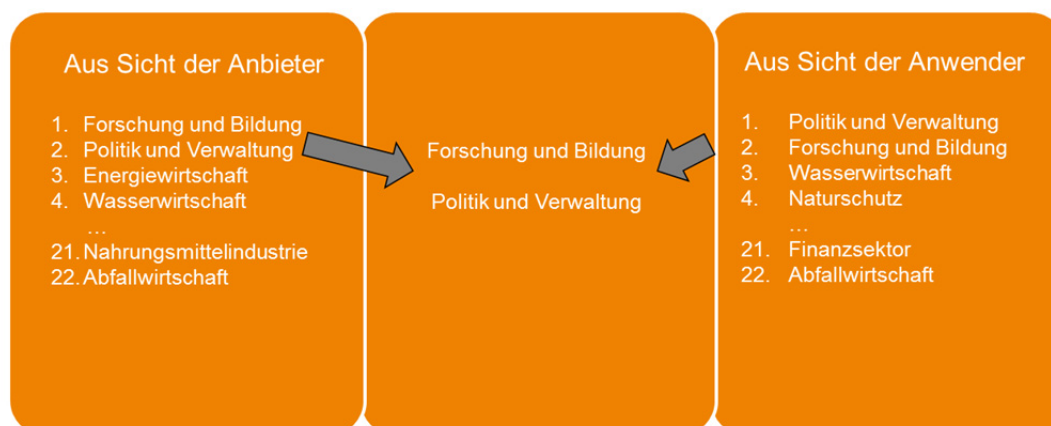 Aus Sicht der Anbieter
1. Forschung und Bildung
2. Politik und Verwaltung
3. Energiewirtschaft
4. Wasserwirtschaft
...
21. Nahrungsmittelindustrie
22. Abfallwirtschaft
Forschung und Bildung
Politik und Verwaltung
Aus Sicht der Anwender
1. Politik und Verwaltung
2. Forschung und Bildung
3. Wasserwirtschaft
4. Naturschutz
...
21. Finanzsektor
22. Abfallwirtschaft